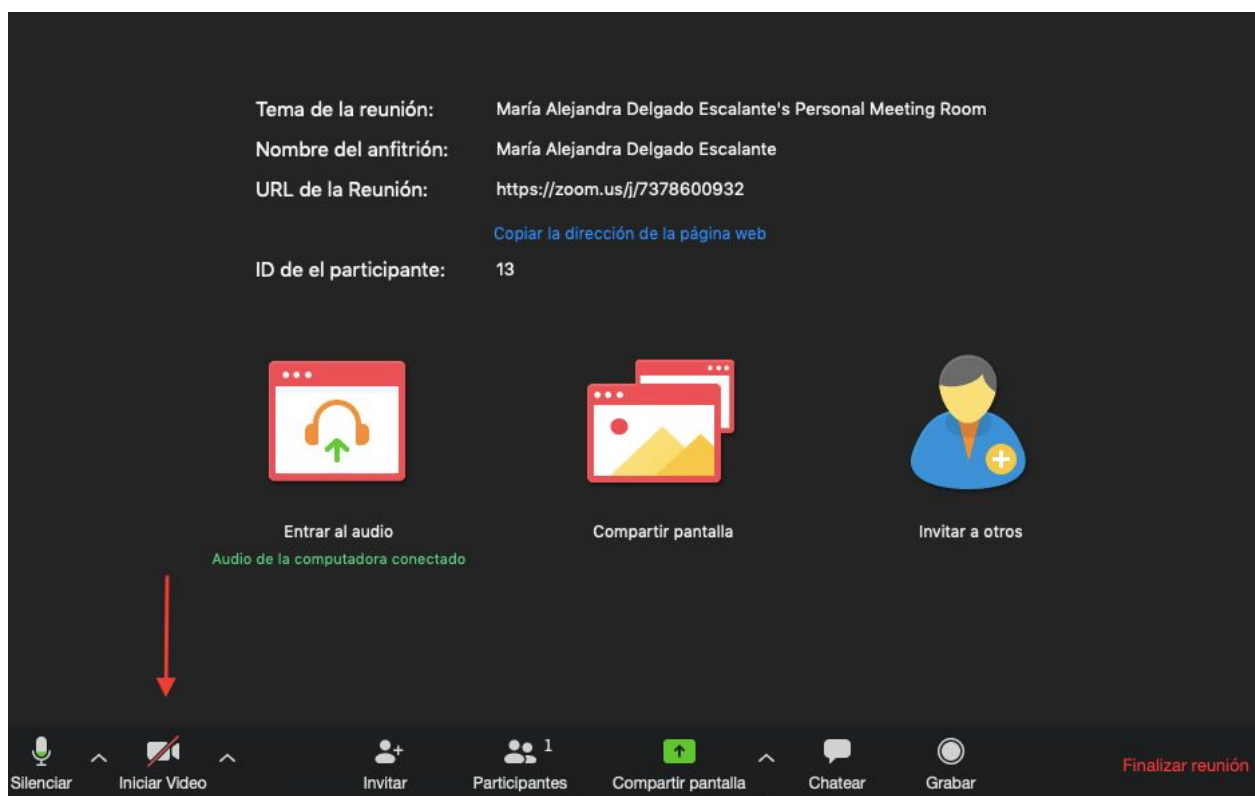 Tema de la reunión: María Alejandra Delgado Escalante's Personal Meeting Room
Nombre del anfitrión: María Alejandra Delgado Escalante
URL de la Reunión: https://zoom.us/j/7378600932
Copiar la dirección de la página web
ID de el participante: 13
Entrar al audio Compartir pantalla Invitar a otros
Audio de la computadora conectado
1
Silenciar Iniciar Video Invitar Participantes Compartir pantalla Chatear Grabar Finalizar reunión